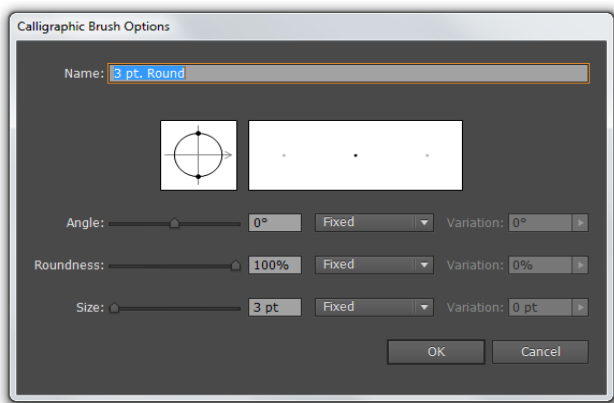 Calligraphic Brush Options
Name: 3 pt. Round
Angle: 0° Fixed Variation: 0°
Roundness: 100% Fixed Variation: 0%
Size: 3 pt Fixed Variation: 0 pt
OK Cancel